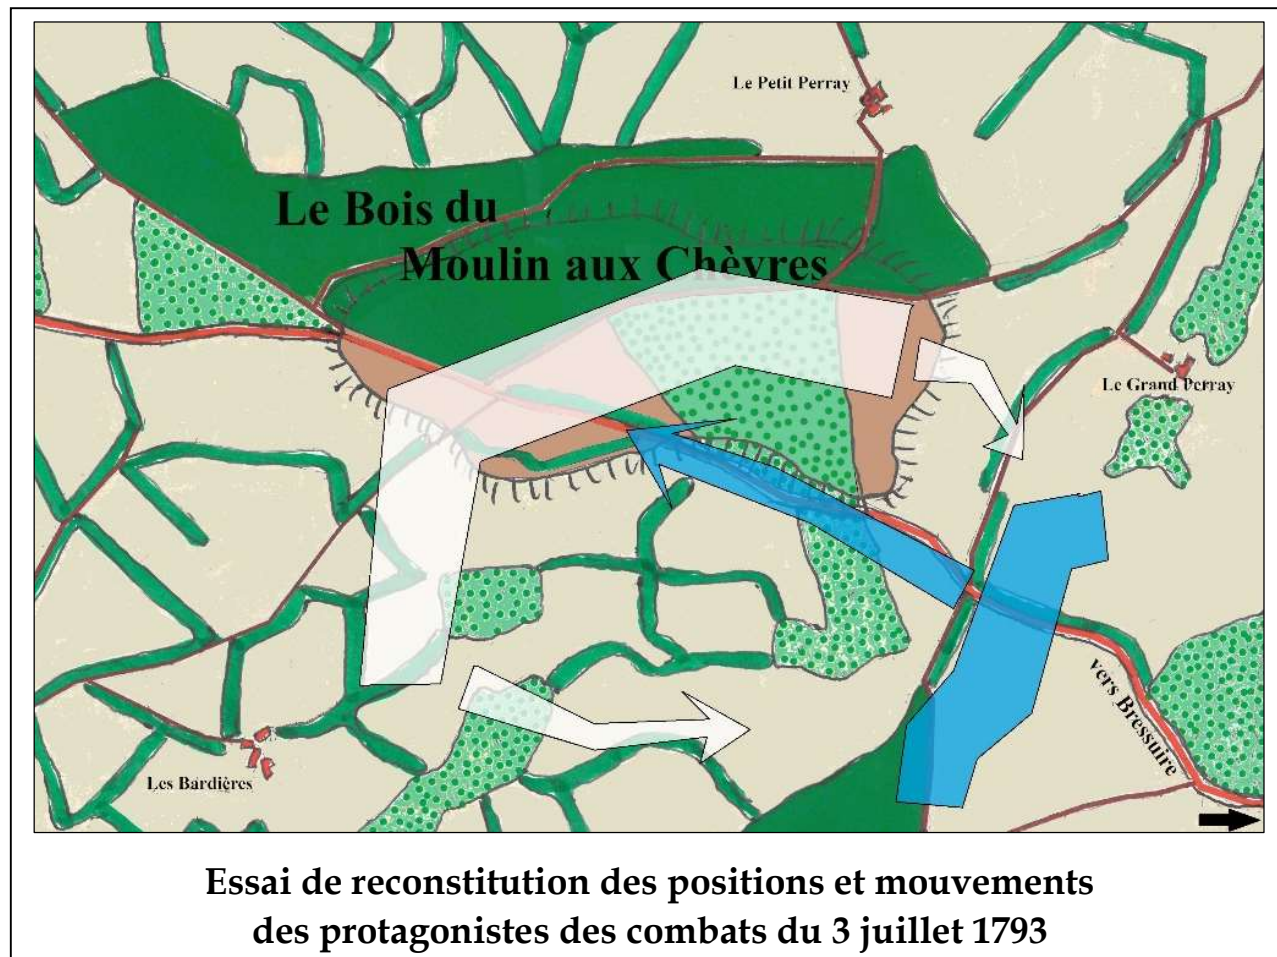 Le Petit Perray
Le Bois du
Moulin aux Chèvres
Le Grand Perray
vers Bressuire
Les Bardières
Essai de reconstitution des positions et mouvements
des protagonistes des combats du 3 juillet 1793